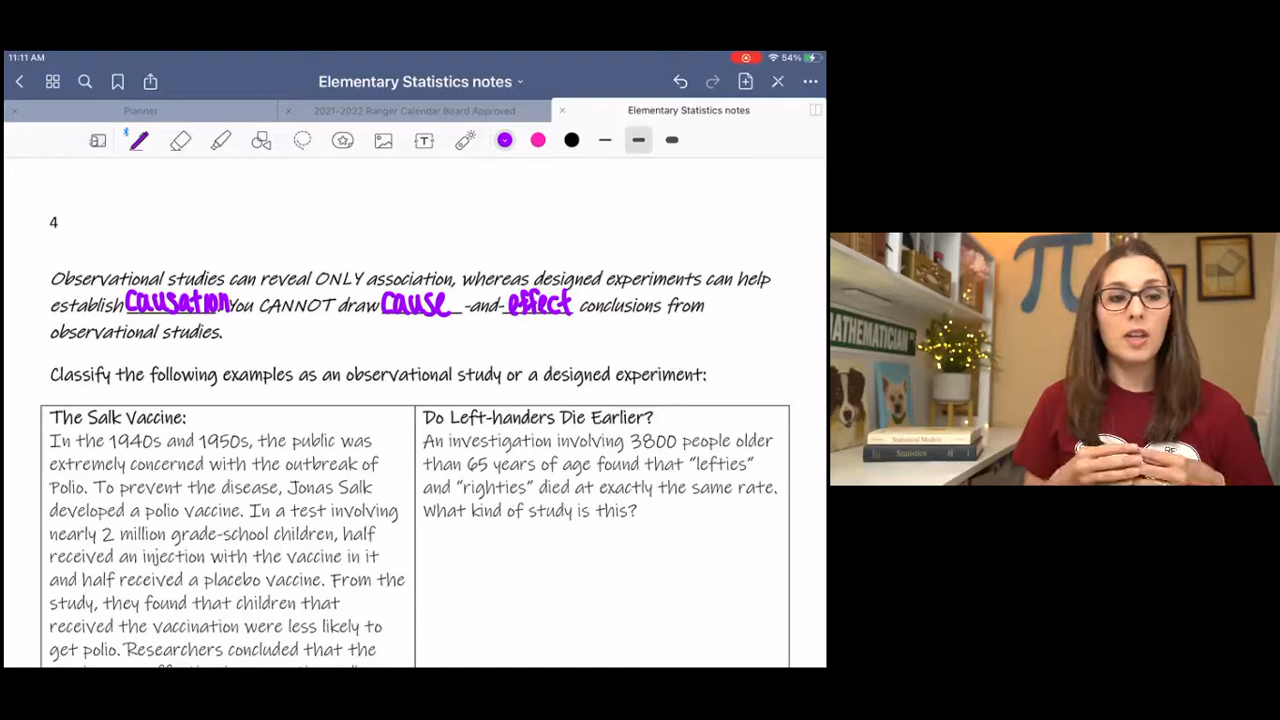 11:11 AM
54%
Elementary Statistics notes
Planner
2021-2022 Ranger Calendar Board Approved
Elementary Statistics notes
4
Observational studies can reveal ONLY association, whereas designed experiments can help
establish causation. You CANNOT draw cause -and- effect conclusions from
observational studies.
Classify the following examples as an observational study or a designed experiment:
The Salk Vaccine:
In the 1940s and 1950s, the public was
extremely concerned with the outbreak of
Polio. To prevent the disease, Jonas Salk
developed a polio vaccine. In a test involving
nearly 2 million grade-school children, half
received an injection with the vaccine in it
and half received a placebo vaccine. From the
study, they found that children that
received the vaccination were less likely to
get polio. Researchers concluded that the
Do Left-handers Die Earlier?
An investigation involving 3800 people older
than 65 years of age found that "lefties"
and "righties" died at exactly the same rate.
What kind of study is this?
MATHEMATICIAN
Statistical Models
Statistics